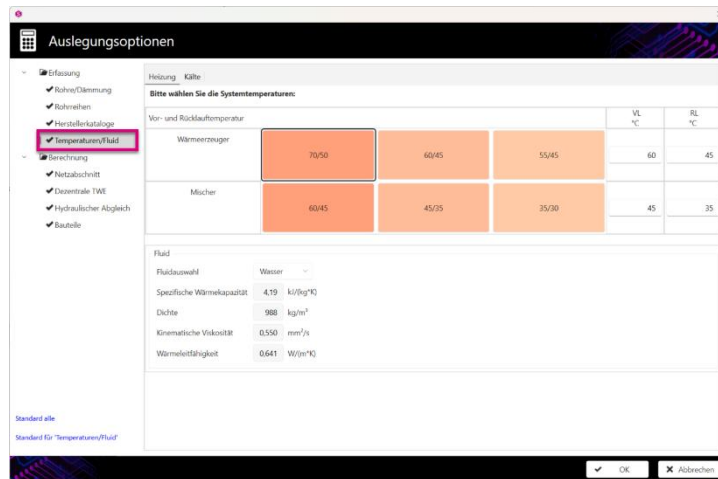 Auslegungsoptionen
Erfassung
Rohre/Dämmung
Rohrreihen
Herstellerkataloge
Temperaturen/Fluid
Berechnung
Netzabschnitt
Dezentrale TWE
Hydraulischer Abgleich
Bauteile
Standard alle
Standard für 'Temperaturen/Fluid'
Heizung Kälte
Bitte wählen Sie die Systemtemperaturen:
Vor- und Rücklauftemperatur VL °C RL °C
Wärmeerzeuger 70/50 60/45 55/45 60 45
Mischer 60/45 45/35 35/30 45 35
Fluid
Fluidauswahl Wasser
Spezifische Wärmekapazität 4,19 kJ/(kg*K)
Dichte 988 kg/m³
Kinematische Viskosität 0,550 mm²/s
Wärmeleitfähigkeit 0,641 W/(m*K)
OK Abbrechen